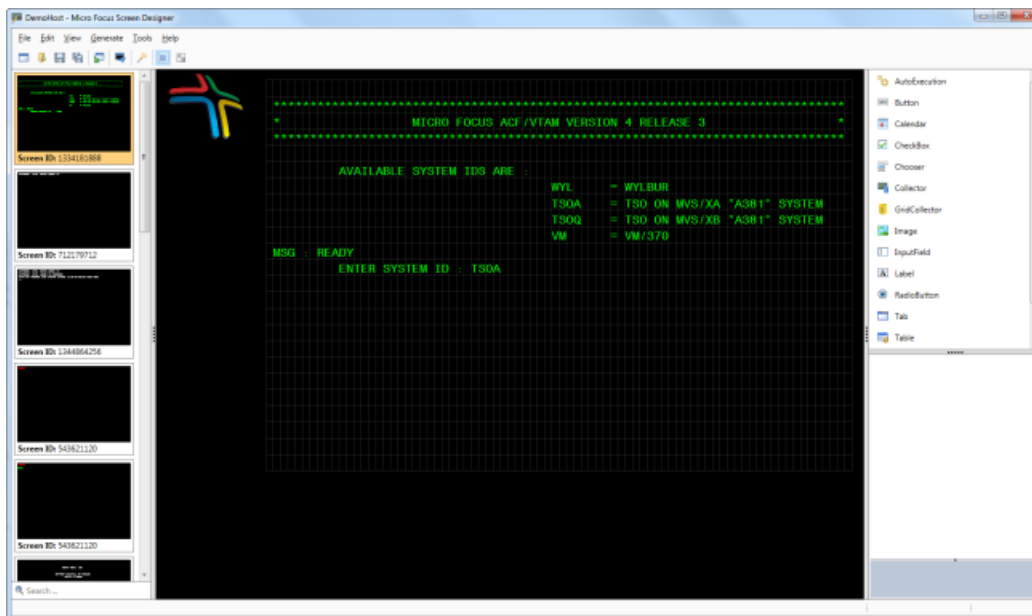 DemoHost - Micro Focus Screen Designer
File Edit View Generate Tools Help
Screen ID: 1334181888
Screen ID: 712179712
Screen ID: 1344864256
Screen ID: 543621120
Screen ID: 543621120
Search ...
********************************************************************************
* MICRO FOCUS ACF/VTAM VERSION 4 RELEASE 3 *
********************************************************************************
AVAILABLE SYSTEM IDS ARE :
WYL = WYLBUR
TSOA = TSO ON MVS/XA "A381" SYSTEM
TSOQ = TSO ON MVS/XB "A381" SYSTEM
VM = VM/370
MSG : READY
ENTER SYSTEM ID : TSOA
AutoExecution
Button
Calendar
CheckBox
Chooser
Collector
GridCollector
Image
InputField
Label
RadioButton
Tab
Table